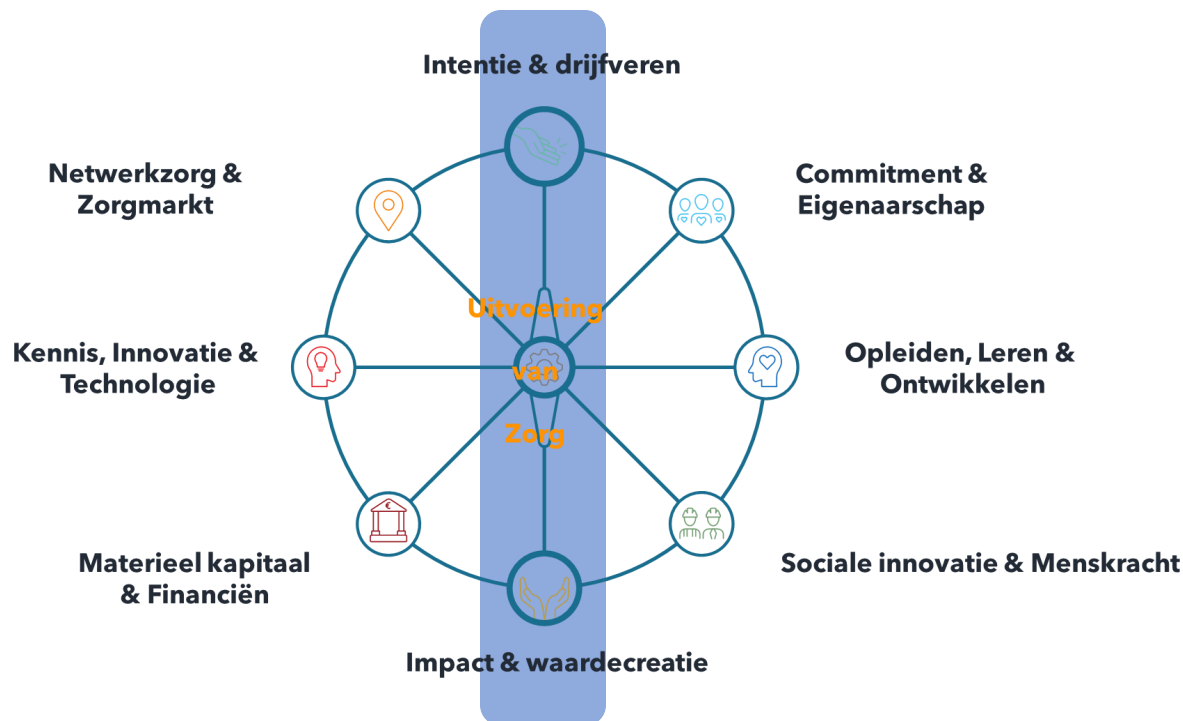 Intentie & drijfveren
Netwerkzorg &
Zorgmarkt
Commitment &
Eigenaarschap
Uitvoering
van
Zorg
Kennis, Innovatie &
Technologie
Opleiden, Leren &
Ontwikkelen
€
Materieel kapitaal
& Financiën
Sociale innovatie & Menskracht
Impact & waardecreatie